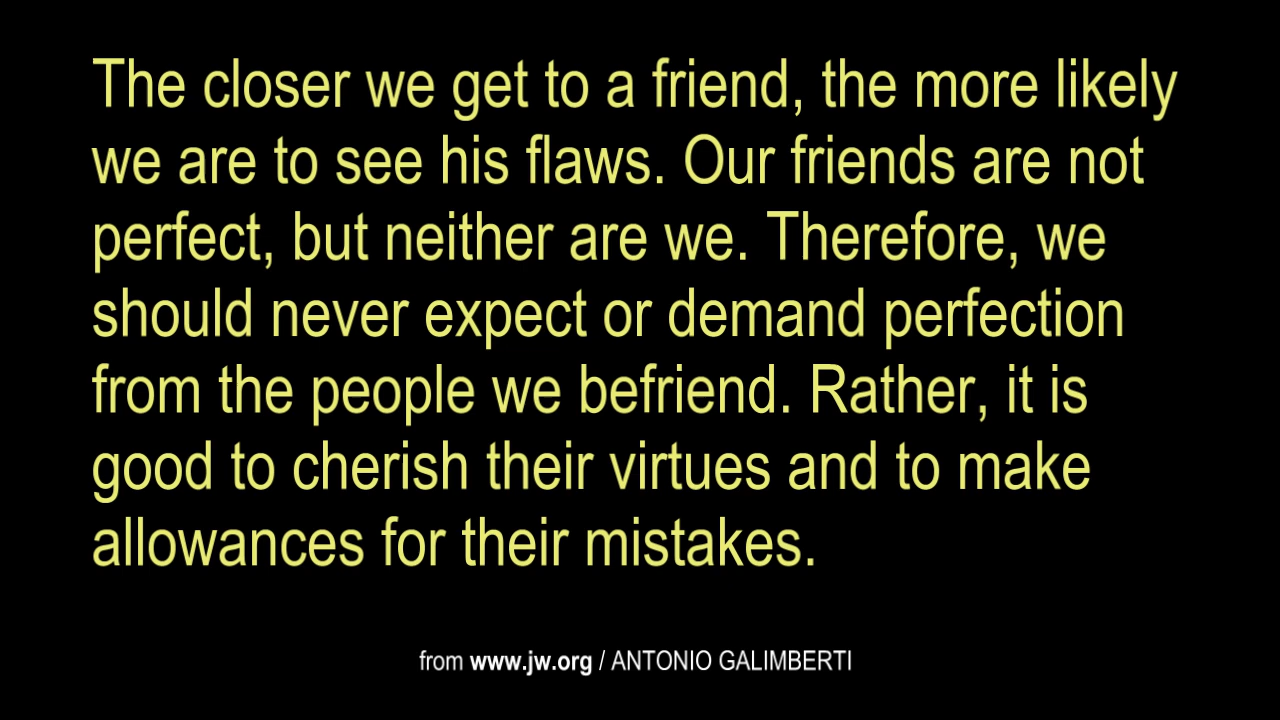 The closer we get to a friend, the more likely
we are to see his flaws. Our friends are not
perfect, but neither are we. Therefore, we
should never expect or demand perfection
from the people we befriend. Rather, it is
good to cherish their virtues and to make
allowances for their mistakes.
from www.jw.org / ANTONIO GALIMBERTI